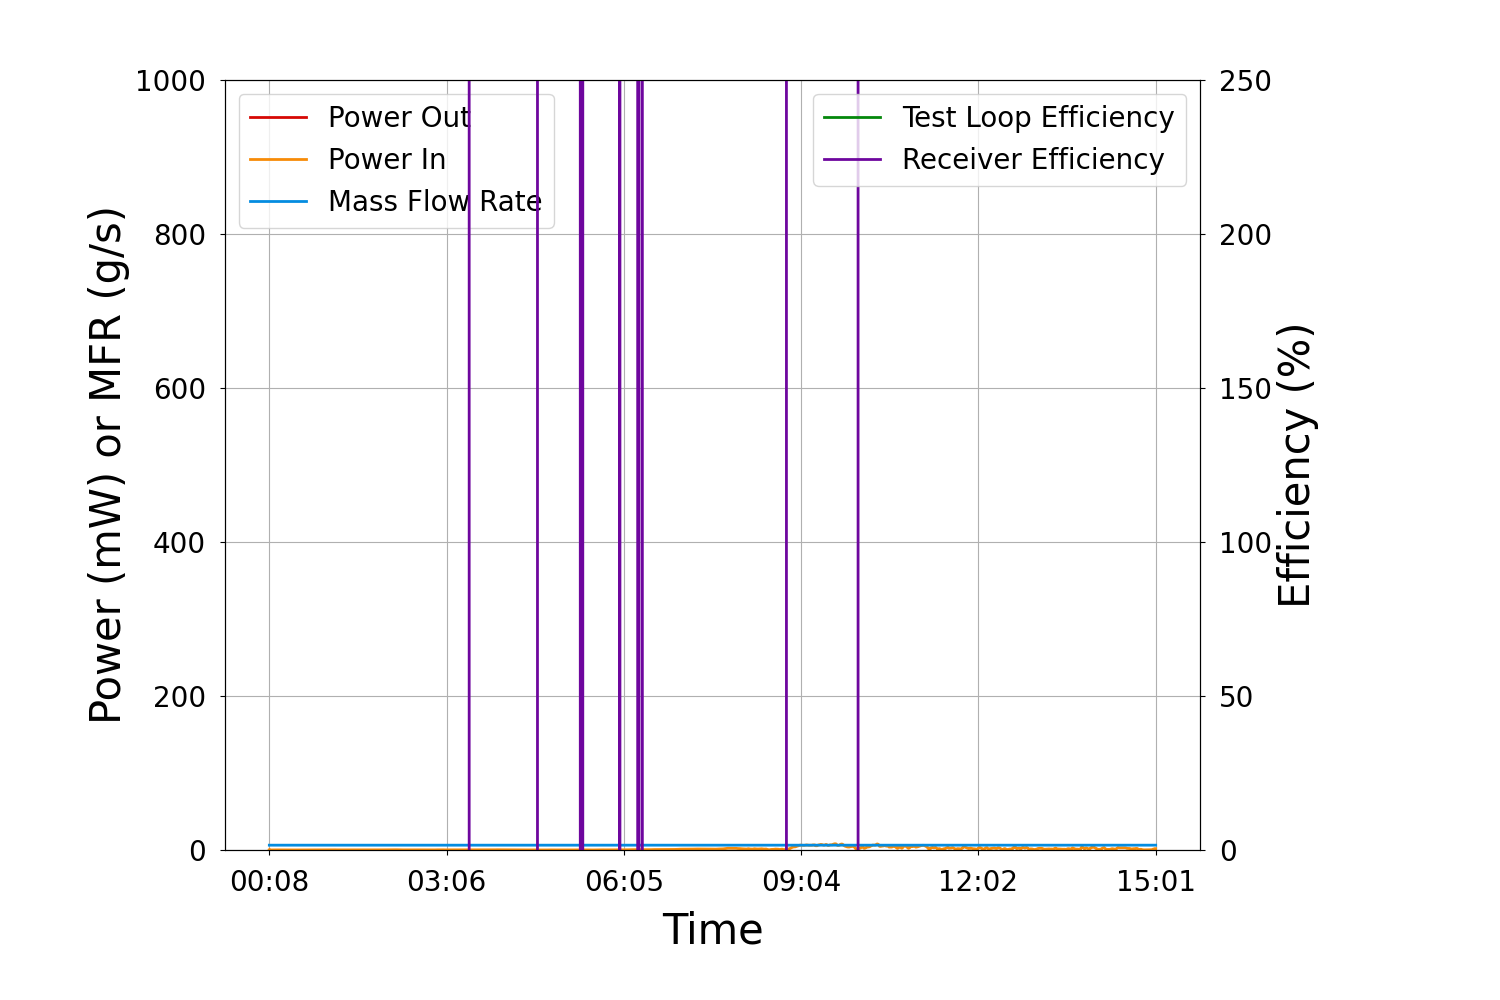 1000
800
600
400
200
0
Power (mW) or MFR (g/s)
Power Out
Power In
Mass Flow Rate
Test Loop Efficiency
Receiver Efficiency
250
200
150
100
50
0
Efficiency (%)
00:08 03:06 06:05 09:04 12:02 15:01
Time